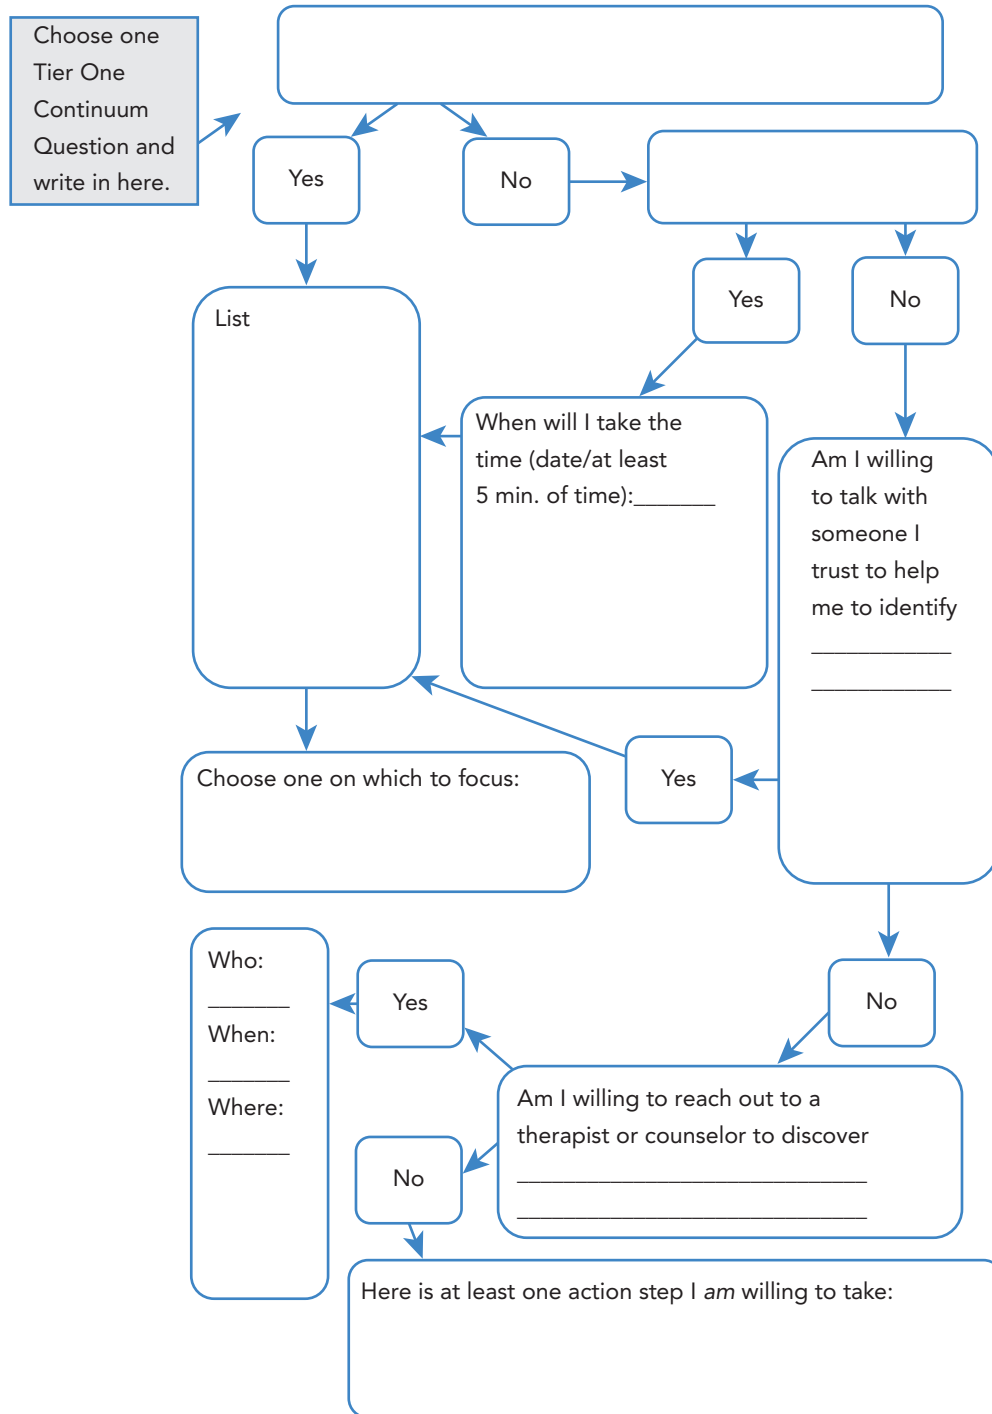 Choose one
Tier One
Continuum
Question and
write in here.
Yes
No
Yes
No
List
When will I take the
time (date/at least
5 min. of time):_______
Am I willing
to talk with
someone I
trust to help
me to identify
____________
____________
Yes
Choose one on which to focus:
No
Who:
_______
When:
_______
Where:
_______
Yes
Am I willing to reach out to a
therapist or counselor to discover
______________________________
______________________________
No
Here is at least one action step I am willing to take: